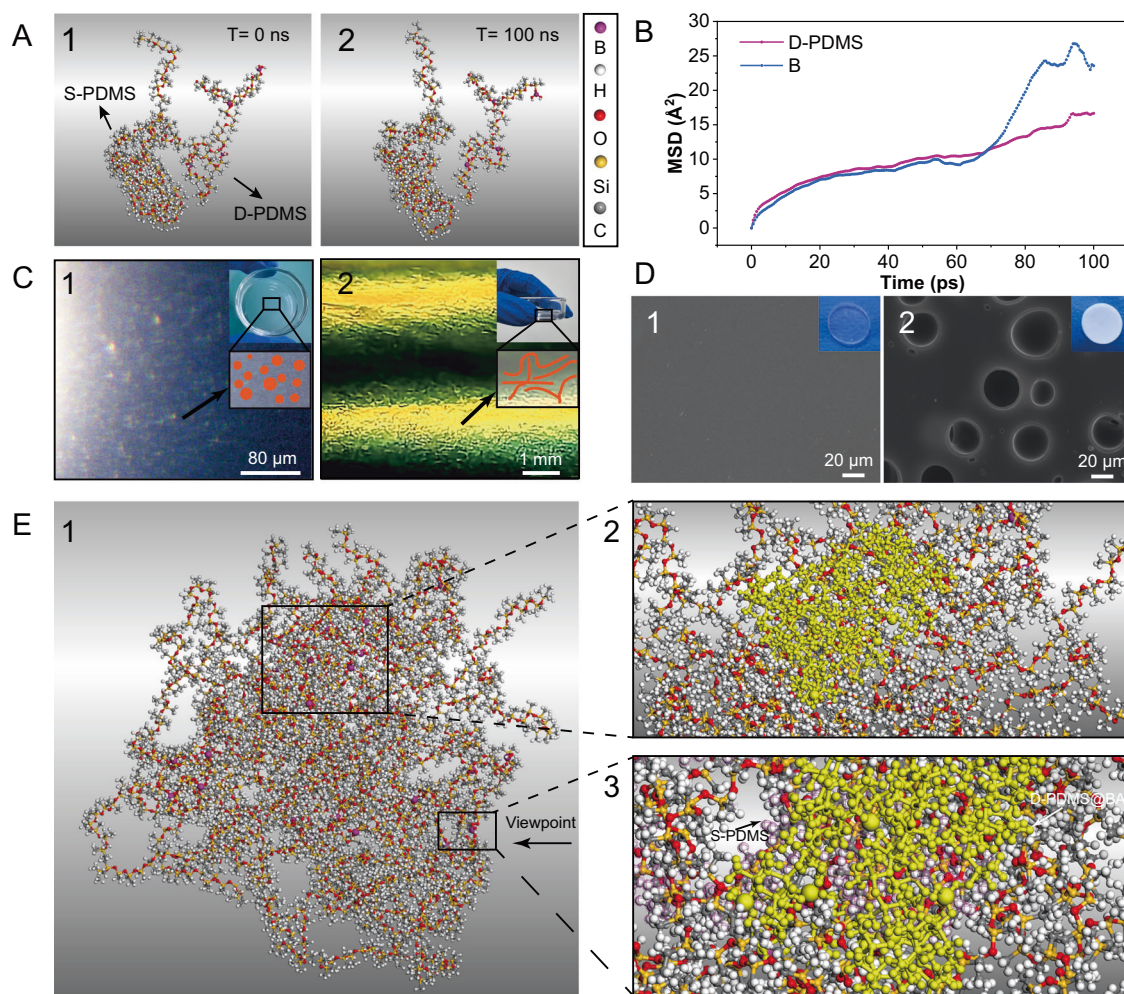 A
1
T= 0 ns
S-PDMS
D-PDMS
2
T= 100 ns
B
H
O
Si
C
B
D-PDMS
B
MSD (Å²)
25
20
15
10
5
0
0
20
40
60
80
100
Time (ps)
C
1
80 µm
2
1 mm
D
1
20 µm
2
20 µm
E
1
Viewpoint
2
3
S-PDMS
D-PDMS@BA